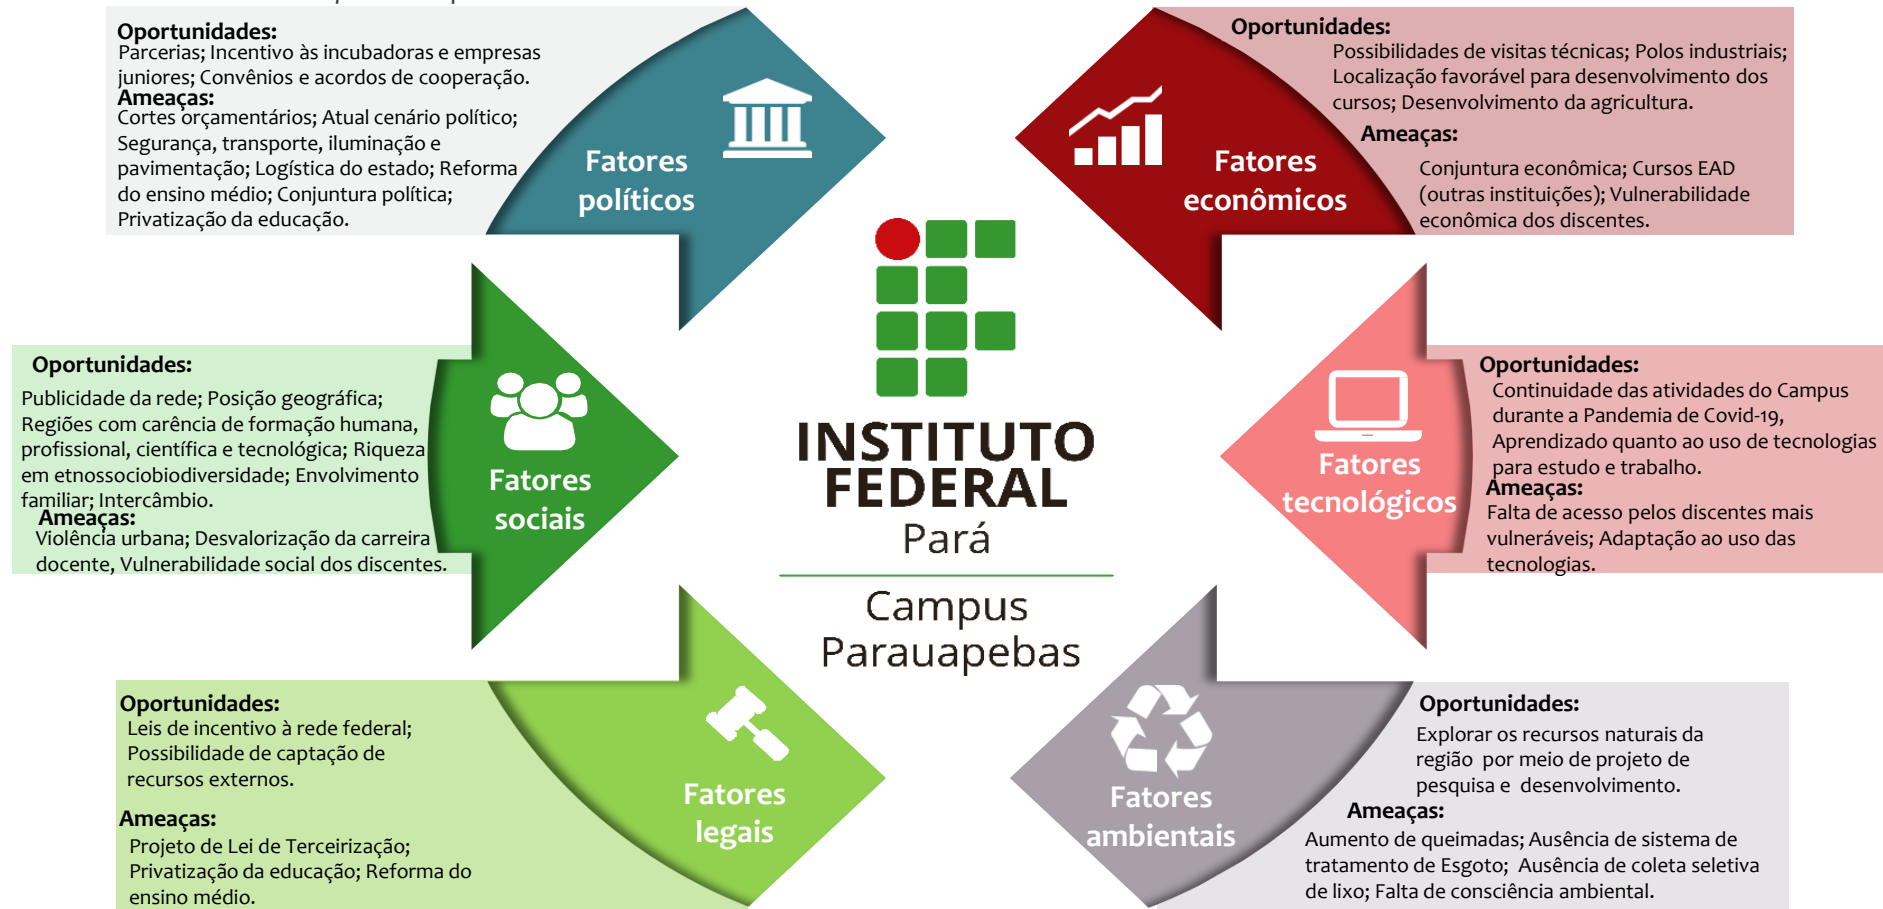 Oportunidades:
Parcerias; Incentivo às incubadoras e empresas
juniores; Convênios e acordos de cooperação.
Ameaças:
Cortes orçamentários; Atual cenário político;
Segurança, transporte, iluminação e
pavimentação; Logística do estado; Reforma
do ensino médio; Conjuntura política;
Privatização da educação.
Fatores
políticos
Oportunidades:
Possibilidades de visitas técnicas; Polos industriais;
Localização favorável para desenvolvimento dos
cursos; Desenvolvimento da agricultura.
Ameaças:
Conjuntura econômica; Cursos EAD
(outras instituições); Vulnerabilidade
econômica dos discentes.
Fatores
econômicos
Oportunidades:
Publicidade da rede; Posição geográfica;
Regiões com carência de formação humana,
profissional, científica e tecnológica; Riqueza
em etnossociobiodiversidade; Envolvimento
familiar; Intercâmbio.
Ameaças:
Violência urbana; Desvalorização da carreira
docente, Vulnerabilidade social dos discentes.
Fatores
sociais
INSTITUTO
FEDERAL
Pará
Campus
Parauapebas
Fatores
tecnológicos
Oportunidades:
Continuidade das atividades do Campus
durante a Pandemia de Covid-19,
Aprendizado quanto ao uso de tecnologias
para estudo e trabalho.
Ameaças:
Falta de acesso pelos discentes mais
vulneráveis; Adaptação ao uso das
tecnologias.
Oportunidades:
Leis de incentivo à rede federal;
Possibilidade de captação de
recursos externos.
Ameaças:
Projeto de Lei de Terceirização;
Privatização da educação; Reforma do
ensino médio.
Fatores
legais
Fatores
ambientais
Oportunidades:
Explorar os recursos naturais da
região por meio de projeto de
pesquisa e desenvolvimento.
Ameaças:
Aumento de queimadas; Ausência de sistema de
tratamento de Esgoto; Ausência de coleta seletiva
de lixo; Falta de consciência ambiental.